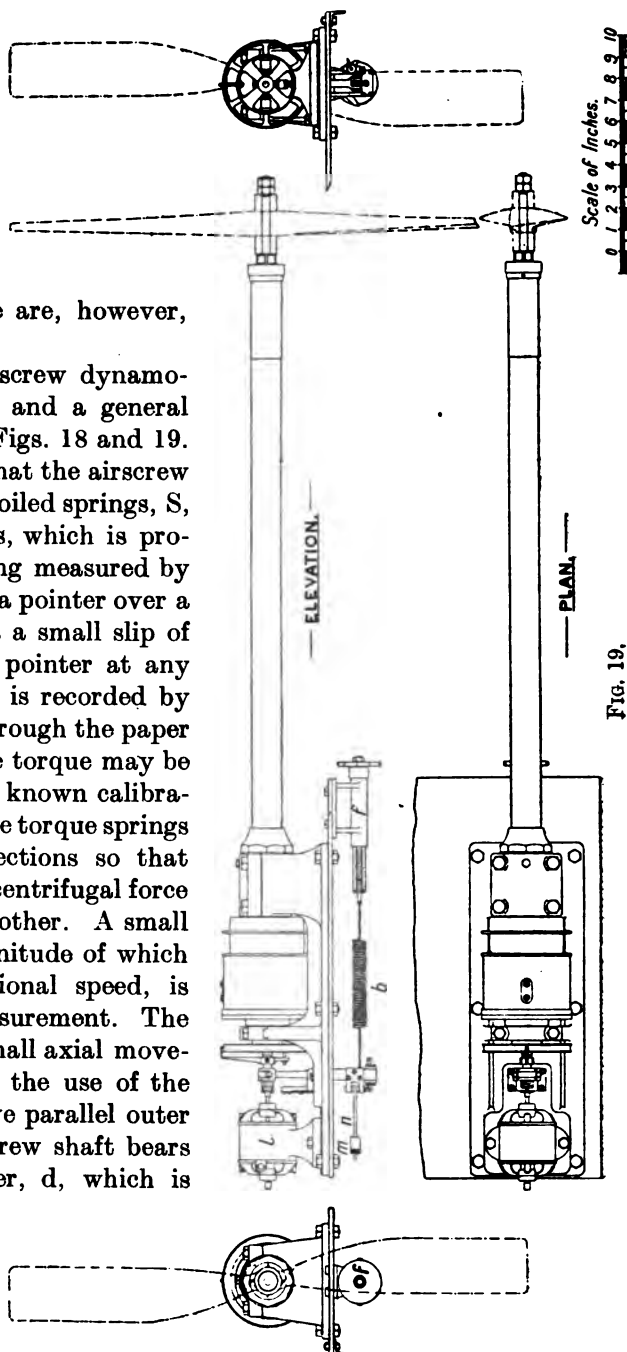 e are, however,
screw dynamo-
and a general
Figs. 18 and 19.
hat the airscrew
oiled springs, S,
s, which is pro-
ng measured by
a pointer over a
a small slip of
pointer at any
is recorded by
rough the paper
e torque may be
known calibra-
e torque springs
ections so that
centrifugal force
other. A small
nitude of which
ional speed, is
surement. The
nall axial move-
the use of the
ve parallel outer
rew shaft bears
er, d, which is
ELEVATION.
l
m
n
b
f
PLAN.
Scale of Inches.
0 1 2 3 4 5 6 7 8 9 10
f
FIG. 19.